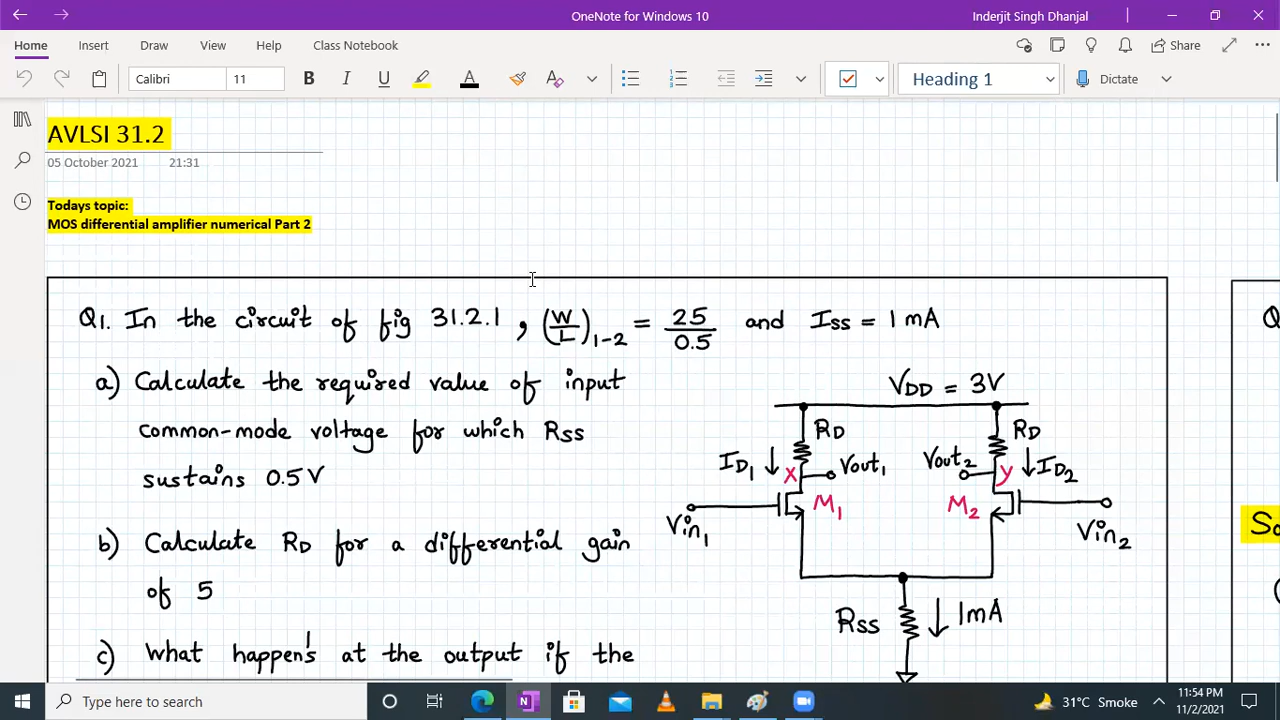 OneNote for Windows 10
Inderjit Singh Dhanjal
Home Insert Draw View Help Class Notebook
Share
Calibri 11 B I U A
Heading 1
Dictate
AVLSI 31.2
05 October 2021 21:31
Todays topic:
MOS differential amplifier numerical Part 2
Q1. In the circuit of fig 31.2.1, (W/L)1-2 = 25/0.5 and Iss = 1 mA
a) Calculate the required value of input
common-mode voltage for which Rss
sustains 0.5 V
b) Calculate RD for a differential gain
of 5
c) What happens at the output if the
VDD = 3V
RD RD
ID1 Vout1 Vout2 ID2
X Y
M1 M2
Vin1 Vin2
Rss 1mA
Type here to search
31°C Smoke
11:54 PM
11/2/2021